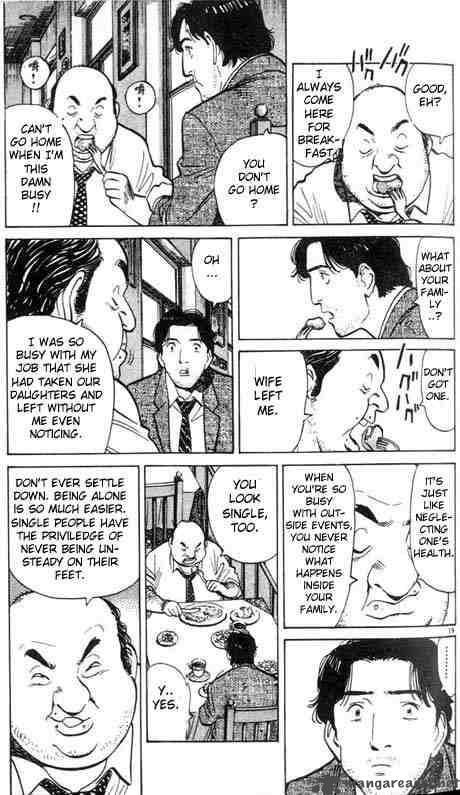 GOOD,
EH?
I
ALWAYS
COME
HERE
FOR
BREAK-
FAST.
YOU
DON'T
GO HOME
?
CAN'T
GO HOME
WHEN I'M
THIS
DAMN
BUSY
!!
WHAT
ABOUT
YOUR
FAMI-
LY
..?
OH
...
DON'T
GOT
ONE.
WIFE
LEFT
ME.
I WAS SO
BUSY WITH MY
JOB THAT SHE
HAD TAKEN OUR
DAUGHTERS AND
LEFT WITHOUT
ME EVEN
NOTICING.
IT'S
JUST
LIKE
NEGLE-
CTING
ONE'S
HEALTH.
WHEN
YOU'RE SO
BUSY
WITH OUT-
SIDE EVENTS,
YOU NEVER
NOTICE
WHAT
HAPPENS
INSIDE
YOUR
FAMILY.
YOU
LOOK
SINGLE,
TOO.
Y..
YES.
DON'T EVER SETTLE
DOWN. BEING ALONE
IS SO MUCH EASIER.
SINGLE PEOPLE HAVE
THE PRIVILEDGE OF
NEVER BEING UN-
STEADY ON THEIR
FEET.
19